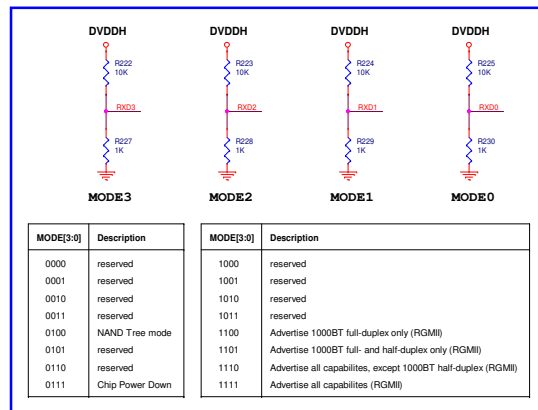 DVDDH DVDDH DVDDH DVDDH
R222 R223 R224 R225
10K 10K 10K 10K
RXD3 RXD2 RXD1 RXD0
R227 R228 R229 R230
1K 1K 1K 1K
MODE3 MODE2 MODE1 MODE0
MODE[3:0] Description
0000 reserved
0001 reserved
0010 reserved
0011 reserved
0100 NAND Tree mode
0101 reserved
0110 reserved
0111 Chip Power Down
MODE[3:0] Description
1000 reserved
1001 reserved
1010 reserved
1011 reserved
1100 Advertise 1000BT full-duplex only (RGMII)
1101 Advertise 1000BT full- and half-duplex only (RGMII)
1110 Advertise all capabilites, except 1000BT half-duplex (RGMII)
1111 Advertise all capabilites (RGMII)